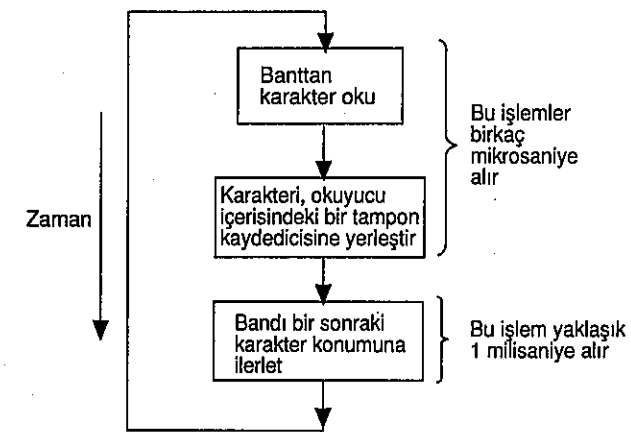 Banttan
karakter oku
Bu işlemler
birkaç
mikrosaniye
alır
Zaman
Karakteri, okuyucu
içerisindeki bir tampon
kaydedicisine yerleştir
Bandı bir sonraki
karakter konumuna
ilerlet
Bu işlem yaklaşık
1 milisaniye alır